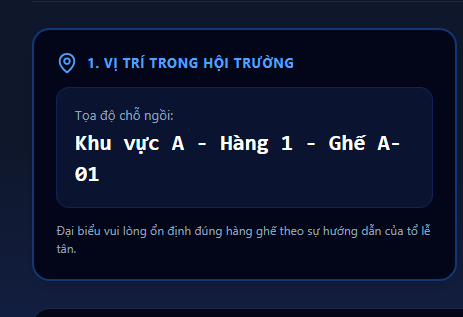 1. VỊ TRÍ TRONG HỘI TRƯỜNG
Tọa độ chỗ ngồi:
Khu vực A - Hàng 1 - Ghế A-
01
Đại biểu vui lòng ổn định đúng hàng ghế theo sự hướng dẫn của tổ lễ
tân.